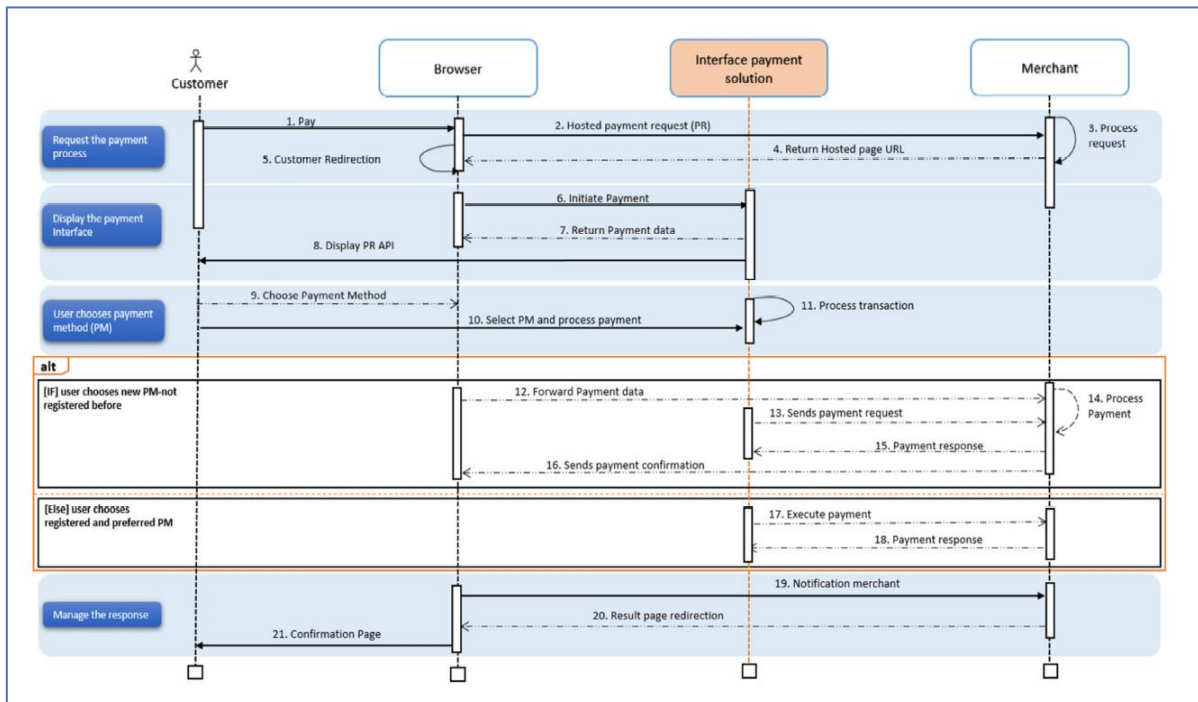 Customer
Browser
Interface payment
solution
Merchant
Request the payment
process
1. Pay
2. Hosted payment request (PR)
3. Process
request
4. Return Hosted page URL
5. Customer Redirection
Display the payment
Interface
6. Initiate Payment
7. Return Payment data
8. Display PR API
User chooses payment
method (PM)
9. Choose Payment Method
10. Select PM and process payment
11. Process transaction
alt
[IF] user chooses new PM-not
registered before
12. Forward Payment data
13. Sends payment request
14. Process
Payment
15. Payment response
16. Sends payment confirmation
[Else] user chooses
registered and preferred PM
17. Execute payment
18. Payment response
Manage the response
19. Notification merchant
20. Result page redirection
21. Confirmation Page